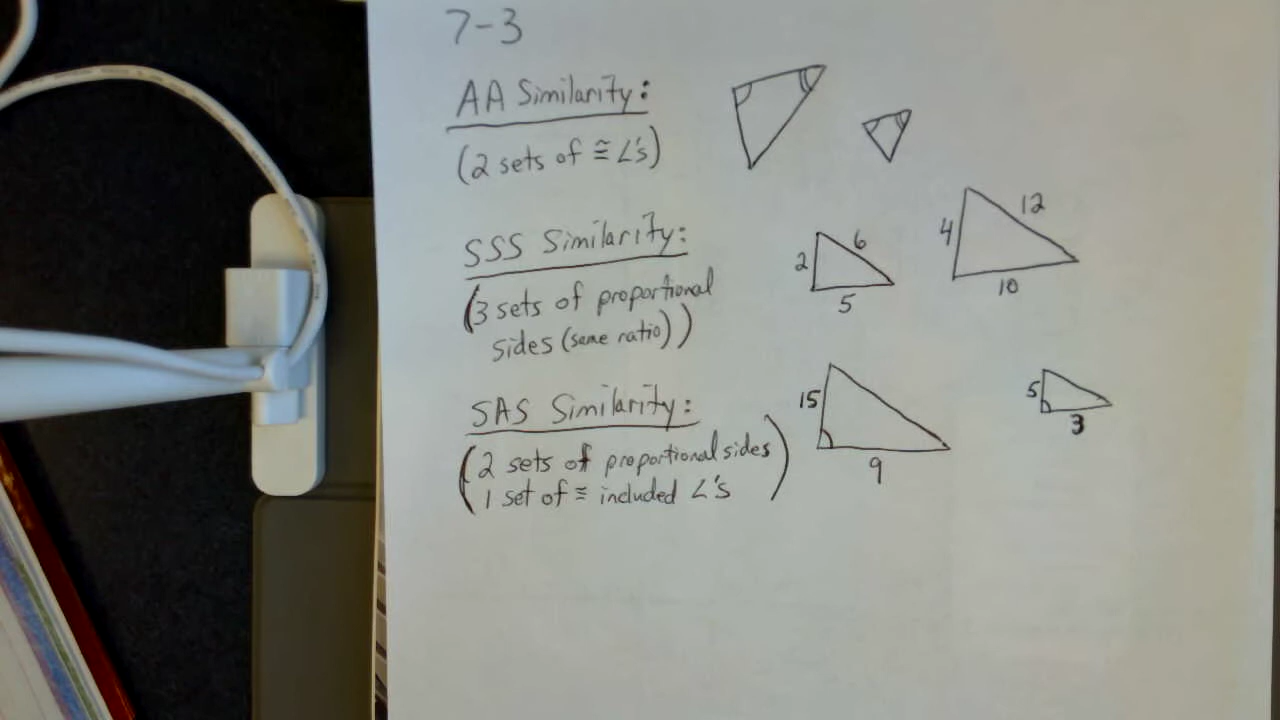 7-3
AA Similarity:
(2 sets of ≅ ∠'s)
SSS Similarity:
(3 sets of proportional
sides (same ratio))
2
6
5
4
12
10
SAS Similarity:
(2 sets of proportional sides
1 set of ≅ included ∠'s)
15
9
5
3